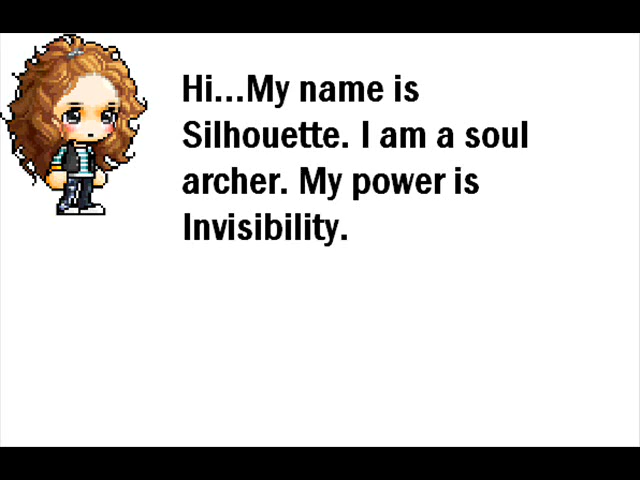 Hi...My name is
Silhouette. I am a soul
archer. My power is
Invisibility.